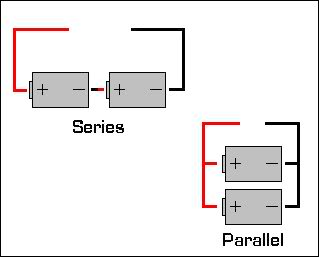 + − + −
Series
+ −
+ −
Parallel